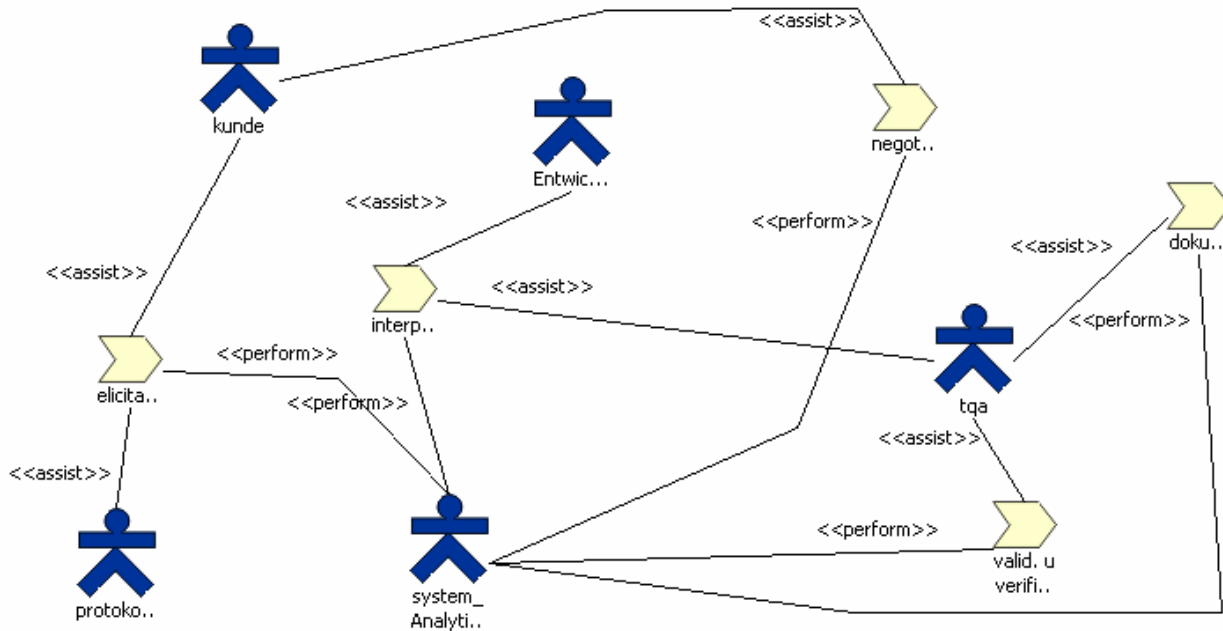 <<assist>>
kunde
Entwic...
negot..
<<assist>>
<<perform>>
doku..
<<assist>>
<<assist>>
<<assist>>
interp..
<<perform>>
<<perform>>
elicita..
<<perform>>
tqa
<<assist>>
<<assist>>
<<perform>>
valid. u
verifi..
protoko..
system_
Analyti..